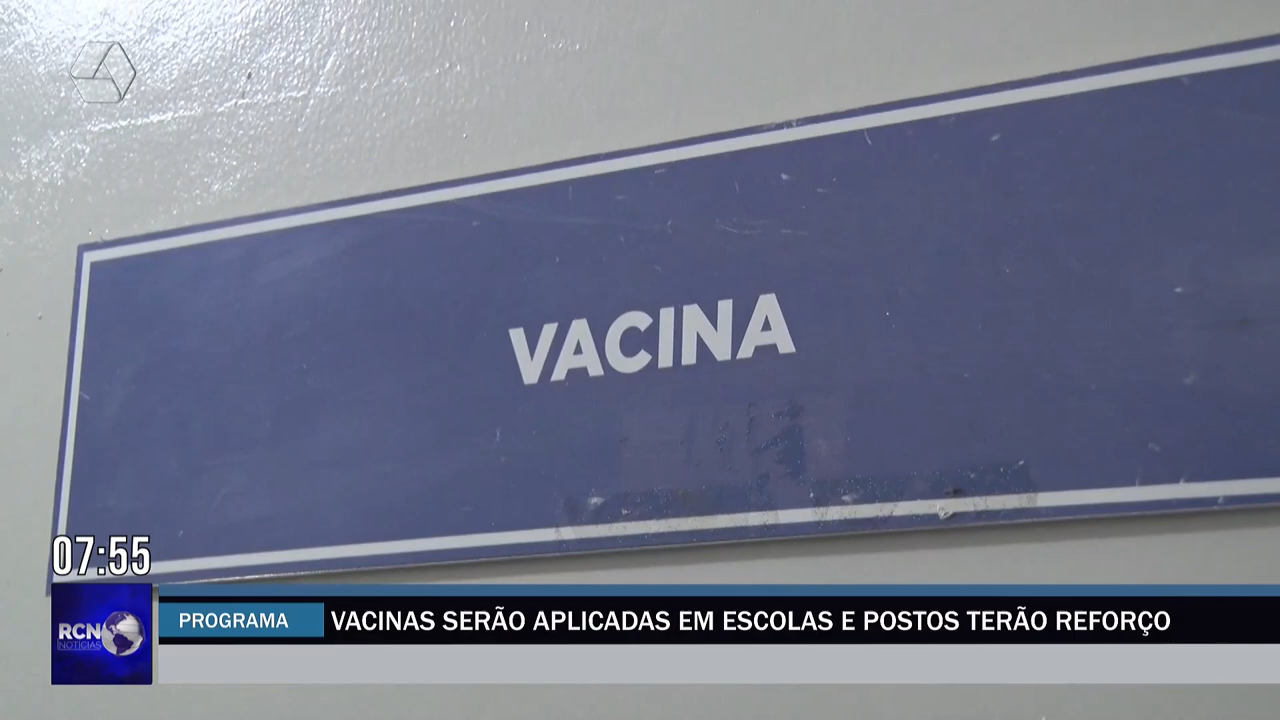 VACINA
07:55
RCN
NOTÍCIAS
PROGRAMA
VACINAS SERÃO APLICADAS EM ESCOLAS E POSTOS TERÃO REFORÇO